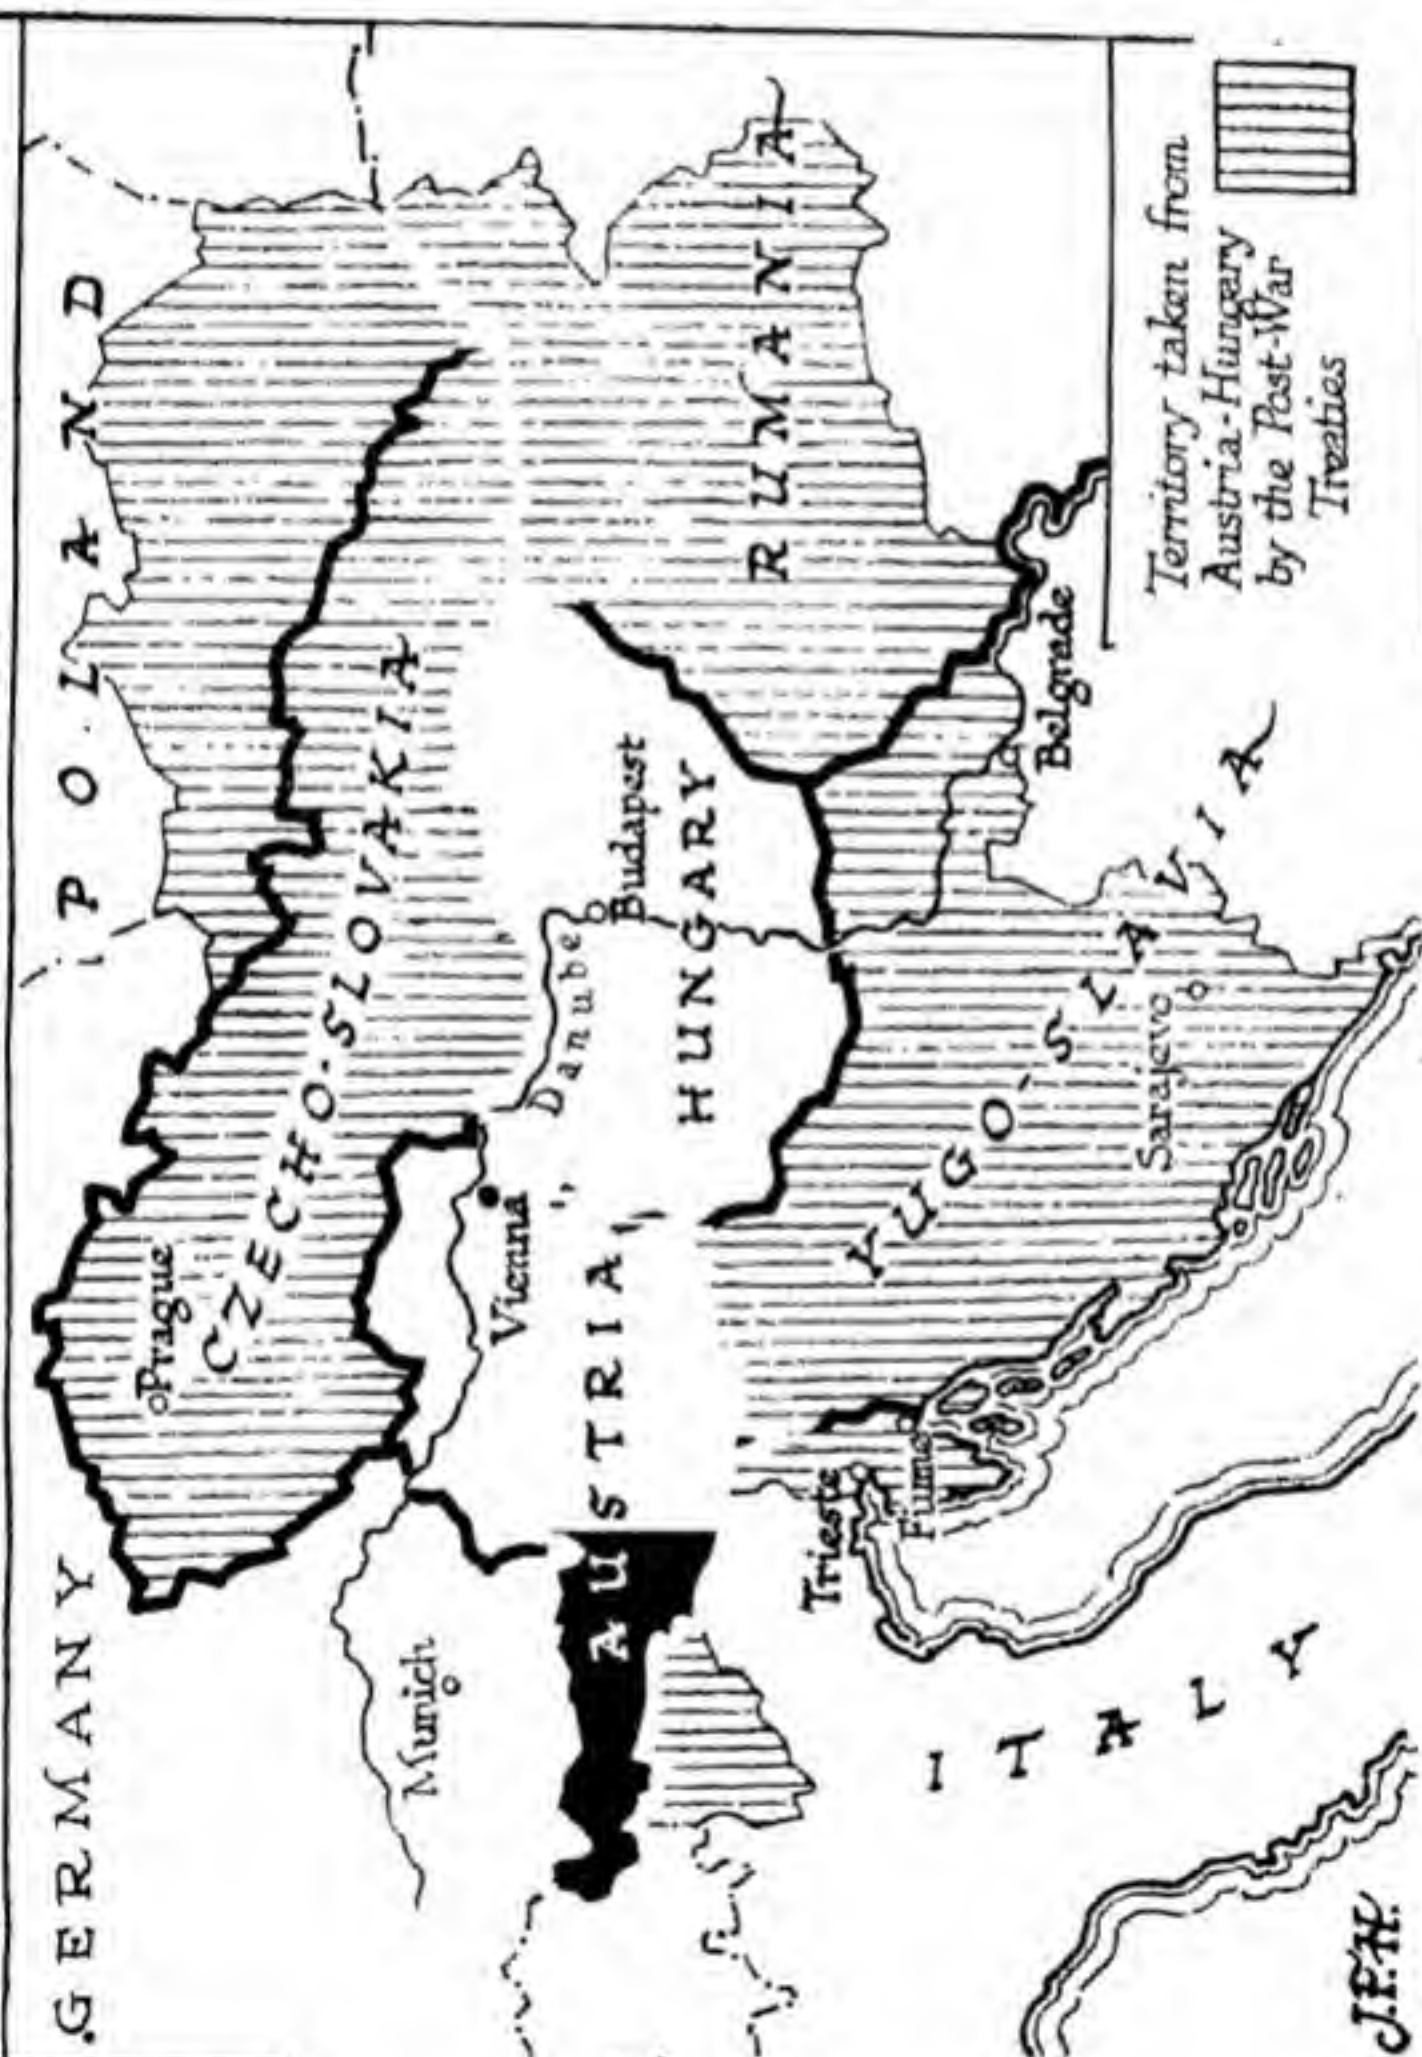 GERMANY
POLAND
Prague
CZECHO-SLOVAKIA
Munich
Vienna
Danube
AUSTRIA
Budapest
HUNGARY
RUMANIA
Trieste
Fiume
YUGO-SLAVIA
Belgrade
Sarajevo
ITALY
Territory taken from
Austria-Hungery
by the Post-War
Treaties
J.P.H.